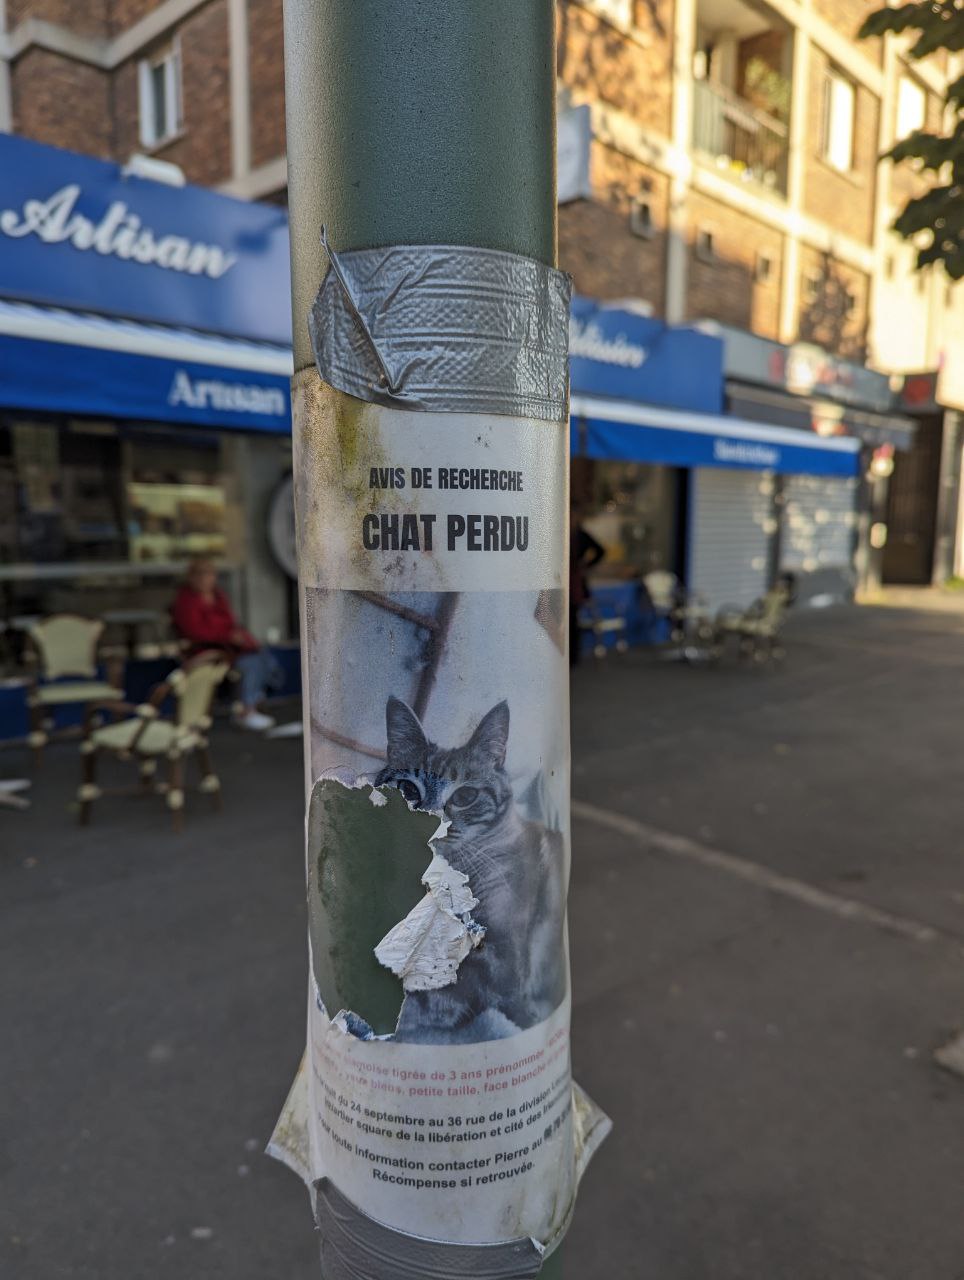 Artisan
Artisan
AVIS DE RECHERCHE
CHAT PERDU
siamoise tigrée de 3 ans prénommée
yeux bleus, petite taille, face blanche
nuit du 24 septembre au 36 rue de la division
quartier square de la libération et cité des
Pour toute information contacter Pierre au
Récompense si retrouvée.